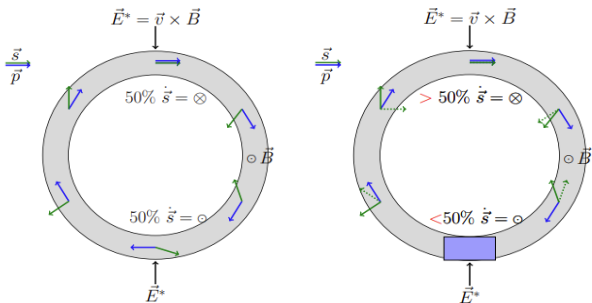 E⃗* = v⃗ × B⃗
s⃗
p⃗
50% s⃗̇ = ⊗
⊙ B⃗
50% s⃗̇ = ⊙
E⃗*
E⃗* = v⃗ × B⃗
s⃗
p⃗
> 50% s⃗̇ = ⊗
⊙ B⃗
<50% s⃗̇ = ⊙
E⃗*